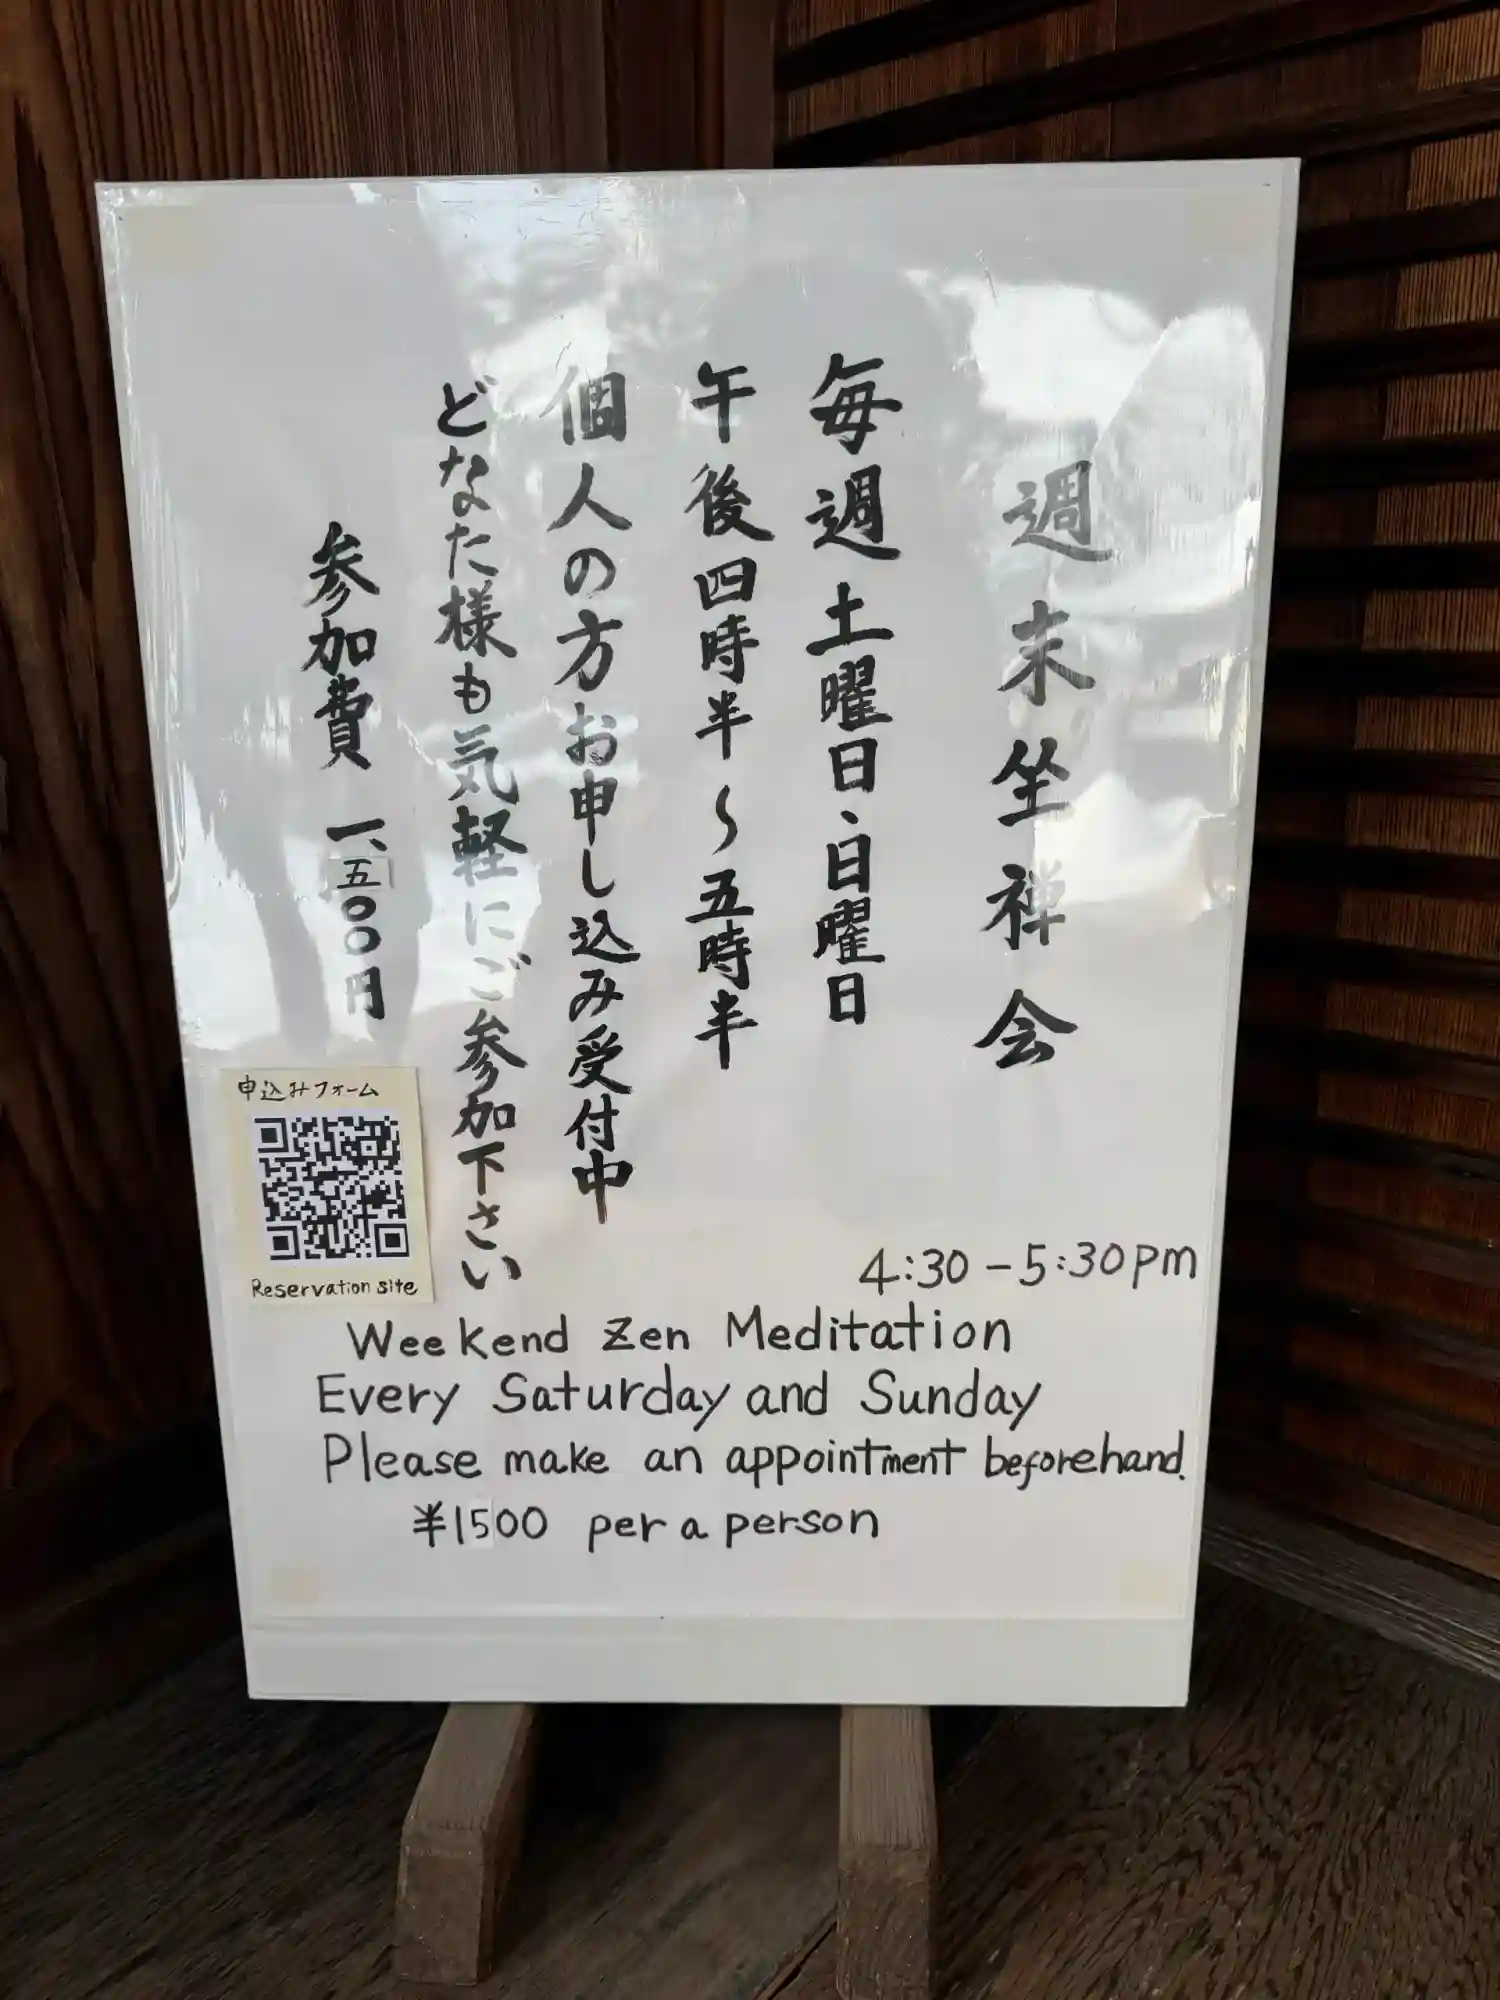 週末坐禅会
毎週土曜日、日曜日
午後四時半〜五時半
個人の方お申し込み受付中
どなた様も気軽にご参加下さい
参加費 一、五〇〇円
申込みフォーム
Reservation site
4:30-5:30pm
Weekend Zen Meditation
Every Saturday and Sunday
Please make an appointment beforehand.
¥1500 per a person